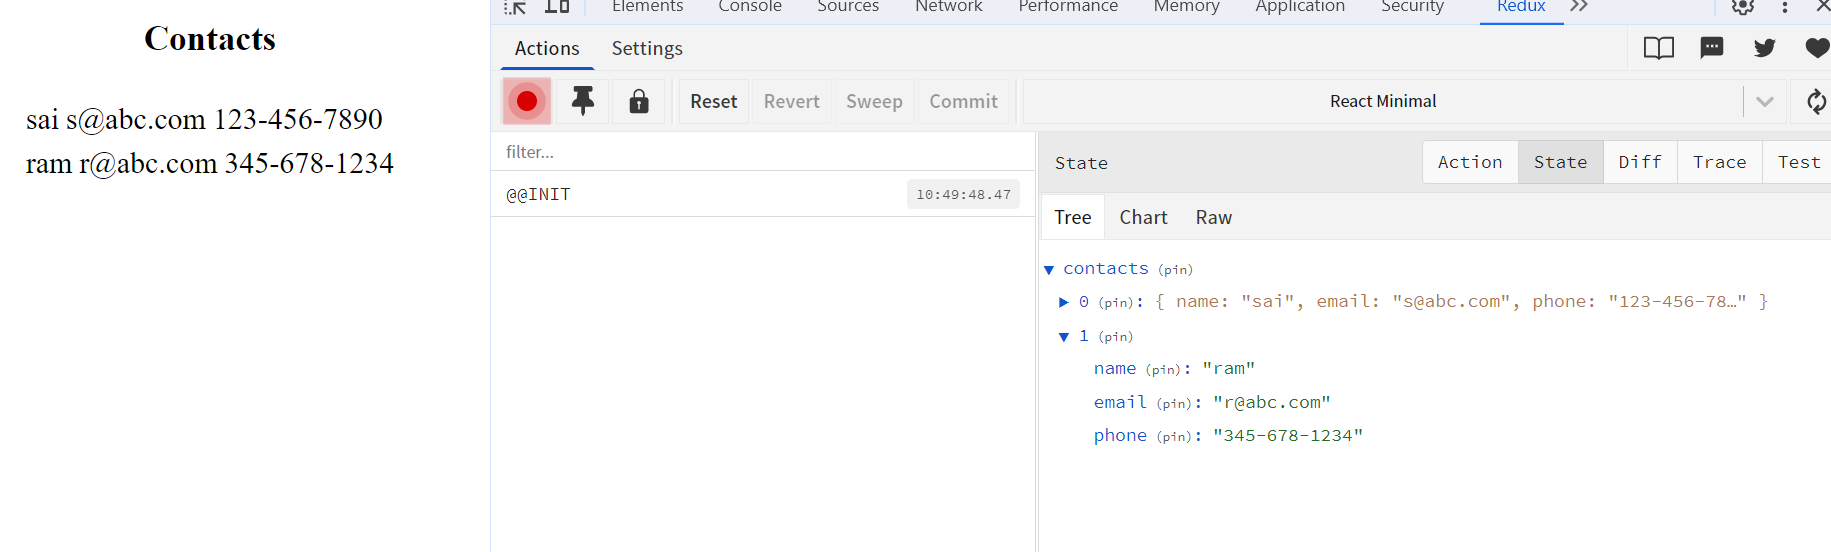 Contacts
sai s@abc.com 123-456-7890
ram r@abc.com 345-678-1234
Elements Console Sources Network Performance Memory Application Security Redux
Actions Settings
Reset Revert Sweep Commit React Minimal
filter...
@@INIT 10:49:48.47
State Action State Diff Trace Test
Tree Chart Raw
contacts (pin)
0 (pin): { name: "sai", email: "s@abc.com", phone: "123-456-78…" }
1 (pin)
name (pin): "ram"
email (pin): "r@abc.com"
phone (pin): "345-678-1234"